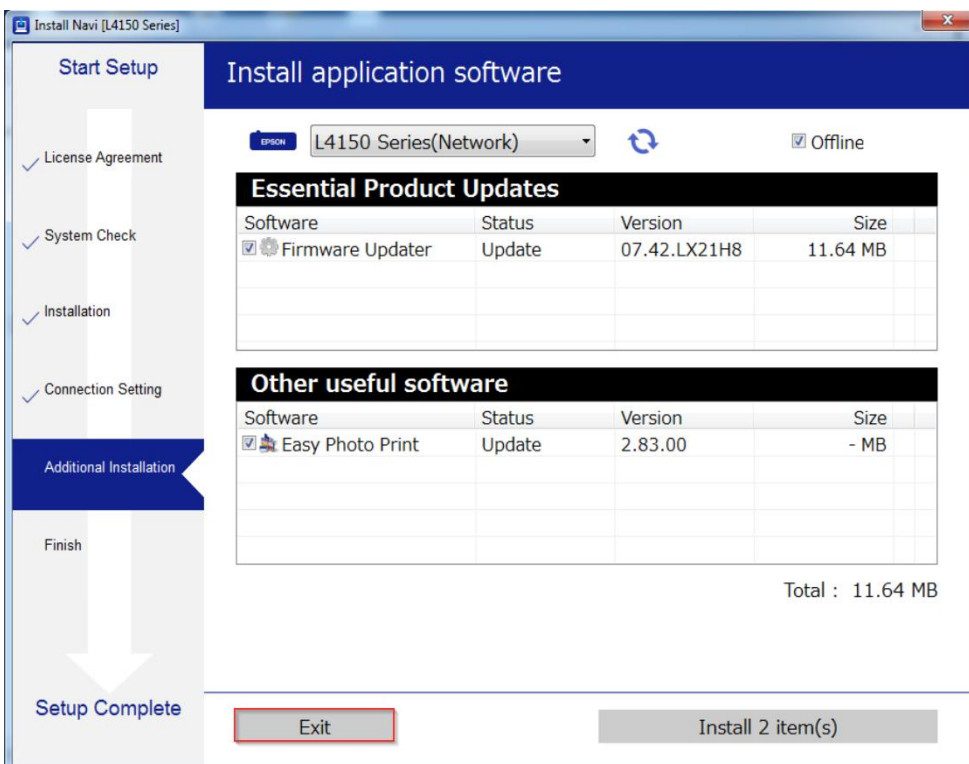 Install Navi [L4150 Series]
Start Setup
License Agreement
System Check
Installation
Connection Setting
Additional Installation
Finish
Setup Complete
Install application software
EPSON L4150 Series(Network) Offline
Essential Product Updates
Software Status Version Size
Firmware Updater Update 07.42.LX21H8 11.64 MB
Other useful software
Software Status Version Size
Easy Photo Print Update 2.83.00 - MB
Total : 11.64 MB
Exit Install 2 item(s)